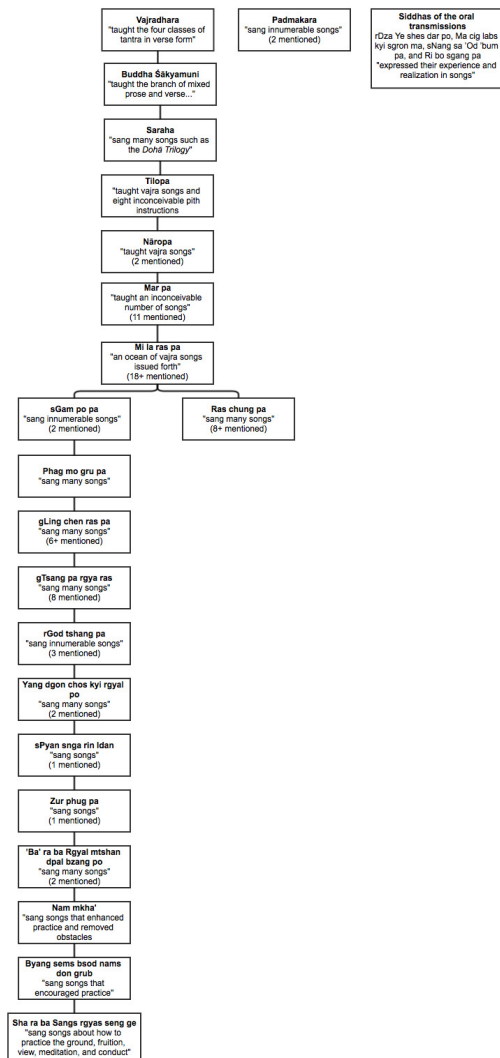 Vajradhara
"taught the four classes of
tantra in verse form"
Padmakara
"sang innumerable songs"
(2 mentioned)
Siddhas of the oral
transmissions
rDza Ye shes dar po, Ma cig labs
kyi sgron ma, sNang sa 'Od 'bum
pa, and Ri bo sgang pa
"expressed their experience and
realization in songs"
Buddha Śākyamuni
"taught the branch of mixed
prose and verse..."
Saraha
"sang many songs such as
the Dohā Trilogy"
Tilopa
"taught vajra songs and
eight inconceivable pith
instructions
Nāropa
"taught vajra songs"
(2 mentioned)
Mar pa
"taught an inconceivable
number of songs"
(11 mentioned)
Mi la ras pa
"an ocean of vajra songs
issued forth"
(18+ mentioned)
sGam po pa
"sang innumerable songs"
(2 mentioned)
Ras chung pa
"sang many songs"
(8+ mentioned)
Phag mo gru pa
"sang many songs"
gLing chen ras pa
"sang many songs"
(6+ mentioned)
gTsang pa rgya ras
"sang many songs"
(8 mentioned)
rGod tshang pa
"sang innumerable songs"
(3 mentioned)
Yang dgon chos kyi rgyal
po
"sang many songs"
(2 mentioned)
sPyan snga rin ldan
"sang songs"
(1 mentioned)
Zur phug pa
"sang songs"
(1 mentioned)
'Ba' ra ba Rgyal mtshan
dpal bzang po
"sang many songs"
(2 mentioned)
Nam mkha'
"sang songs that enhanced
practice and removed
obstacles
Byang sems bsod nams
don grub
"sang songs that
encouraged practice"
Sha ra ba Sangs rgyas seng ge
"sang songs about how to
practice the ground, fruition,
view, meditation, and conduct"